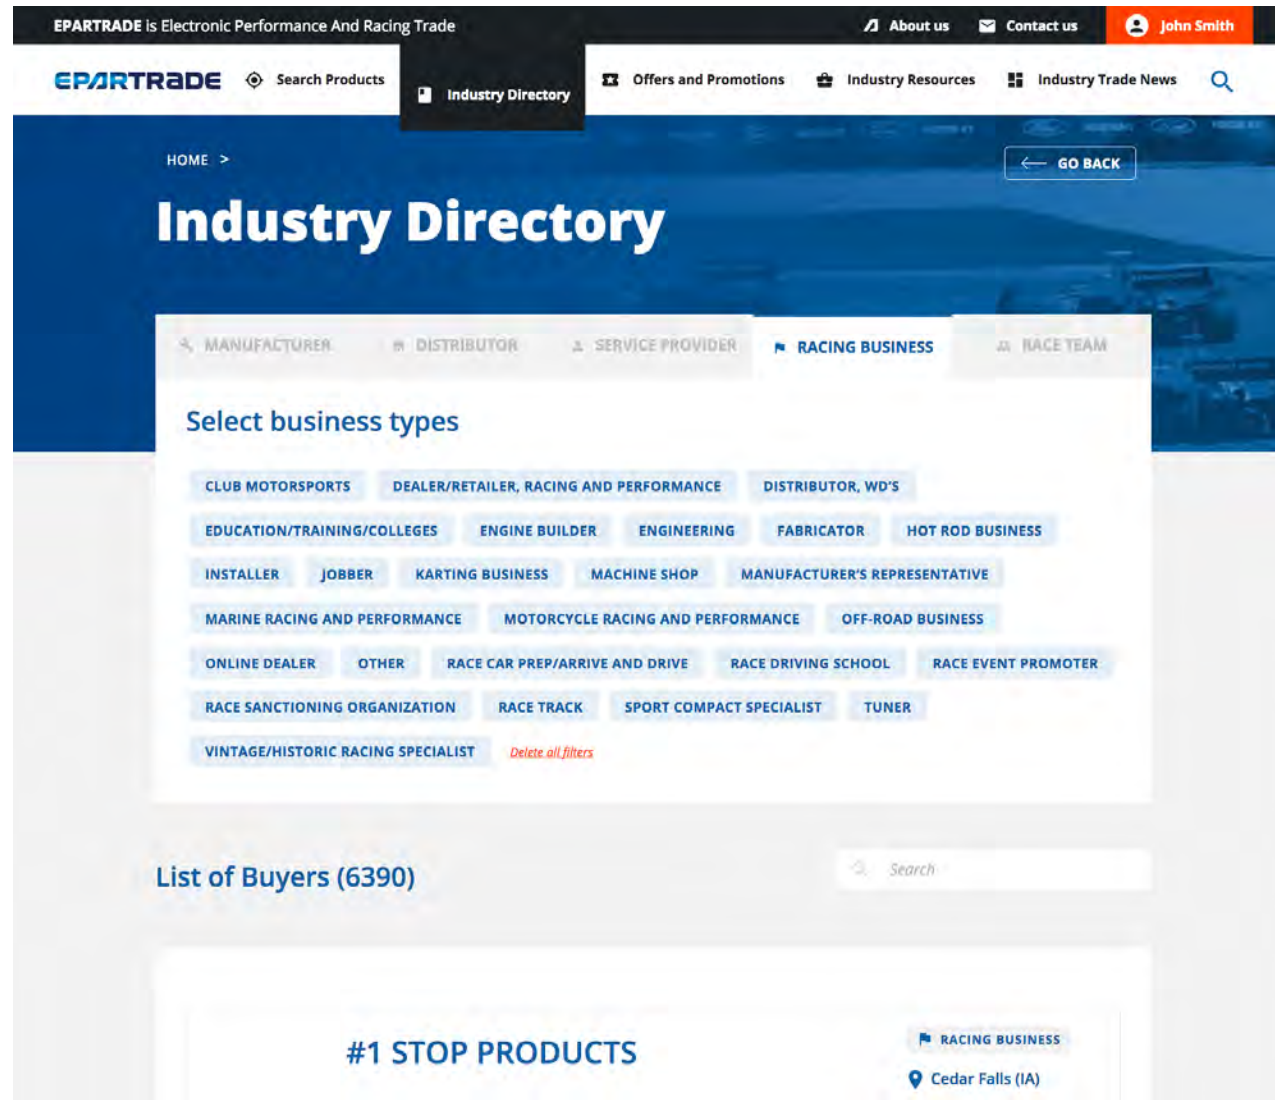 EPARTRADE is Electronic Performance And Racing Trade About us Contact us John Smith
EPARTRADE Search Products Industry Directory Offers and Promotions Industry Resources Industry Trade News
HOME > GO BACK
Industry Directory
MANUFACTURER DISTRIBUTOR SERVICE PROVIDER RACING BUSINESS RACE TEAM
Select business types
CLUB MOTORSPORTS DEALER/RETAILER, RACING AND PERFORMANCE DISTRIBUTOR, WD'S
EDUCATION/TRAINING/COLLEGES ENGINE BUILDER ENGINEERING FABRICATOR HOT ROD BUSINESS
INSTALLER JOBBER KARTING BUSINESS MACHINE SHOP MANUFACTURER'S REPRESENTATIVE
MARINE RACING AND PERFORMANCE MOTORCYCLE RACING AND PERFORMANCE OFF-ROAD BUSINESS
ONLINE DEALER OTHER RACE CAR PREP/ARRIVE AND DRIVE RACE DRIVING SCHOOL RACE EVENT PROMOTER
RACE SANCTIONING ORGANIZATION RACE TRACK SPORT COMPACT SPECIALIST TUNER
VINTAGE/HISTORIC RACING SPECIALIST Delete all filters
List of Buyers (6390) Search
#1 STOP PRODUCTS
RACING BUSINESS
Cedar Falls (IA)